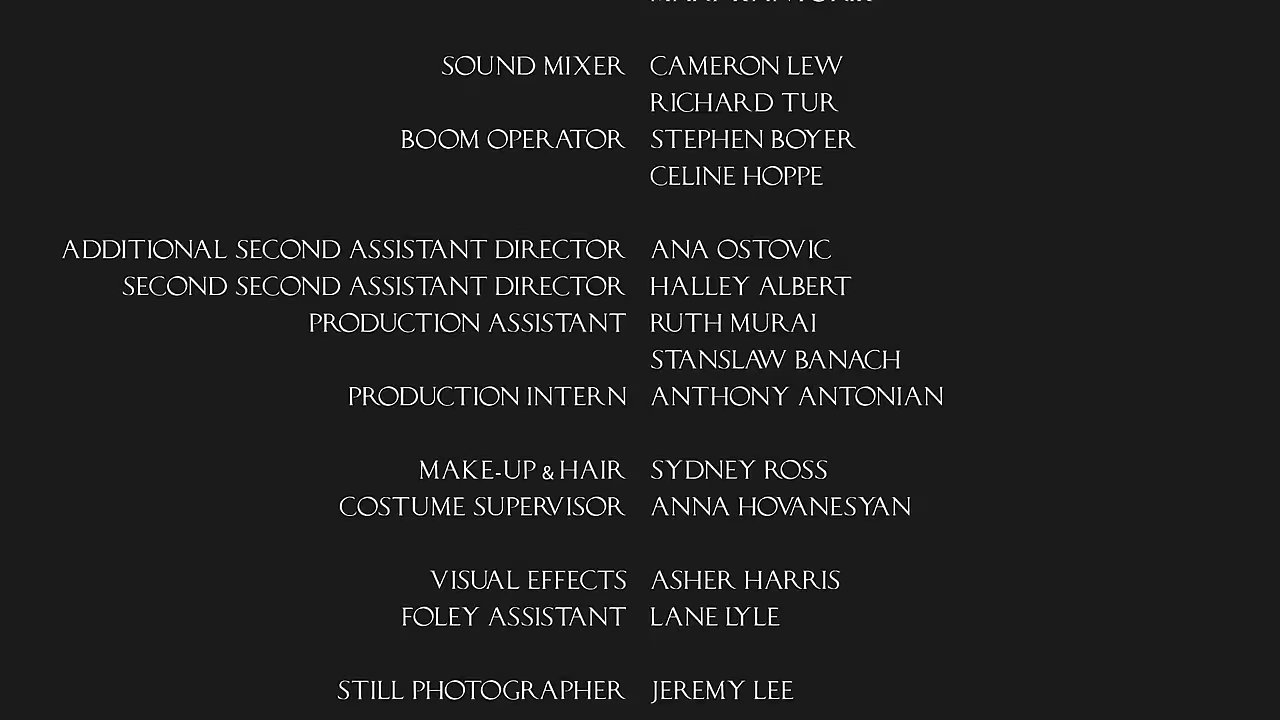 SOUND MIXER CAMERON LEW
RICHARD TUR
BOOM OPERATOR STEPHEN BOYER
CELINE HOPPE
ADDITIONAL SECOND ASSISTANT DIRECTOR ANA OSTOVIC
SECOND SECOND ASSISTANT DIRECTOR HALLEY ALBERT
PRODUCTION ASSISTANT RUTH MURAI
STANSLAW BANACH
PRODUCTION INTERN ANTHONY ANTONIAN
MAKE-UP & HAIR SYDNEY ROSS
COSTUME SUPERVISOR ANNA HOVANESYAN
VISUAL EFFECTS ASHER HARRIS
FOLEY ASSISTANT LANE LYLE
STILL PHOTOGRAPHER JEREMY LEE